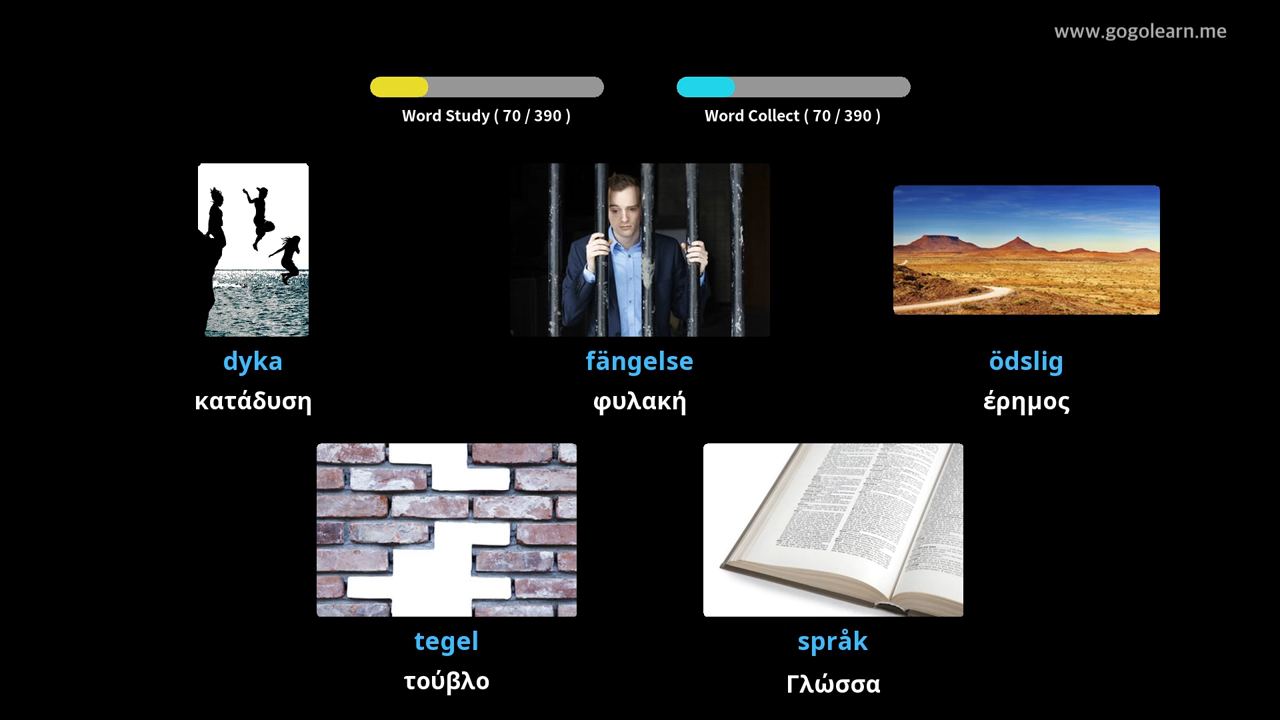 www.gogolearn.me
Word Study ( 70 / 390 )
Word Collect ( 70 / 390 )
dyka
κατάδυση
fängelse
φυλακή
ödslig
έρημος
tegel
τούβλο
språk
Γλώσσα